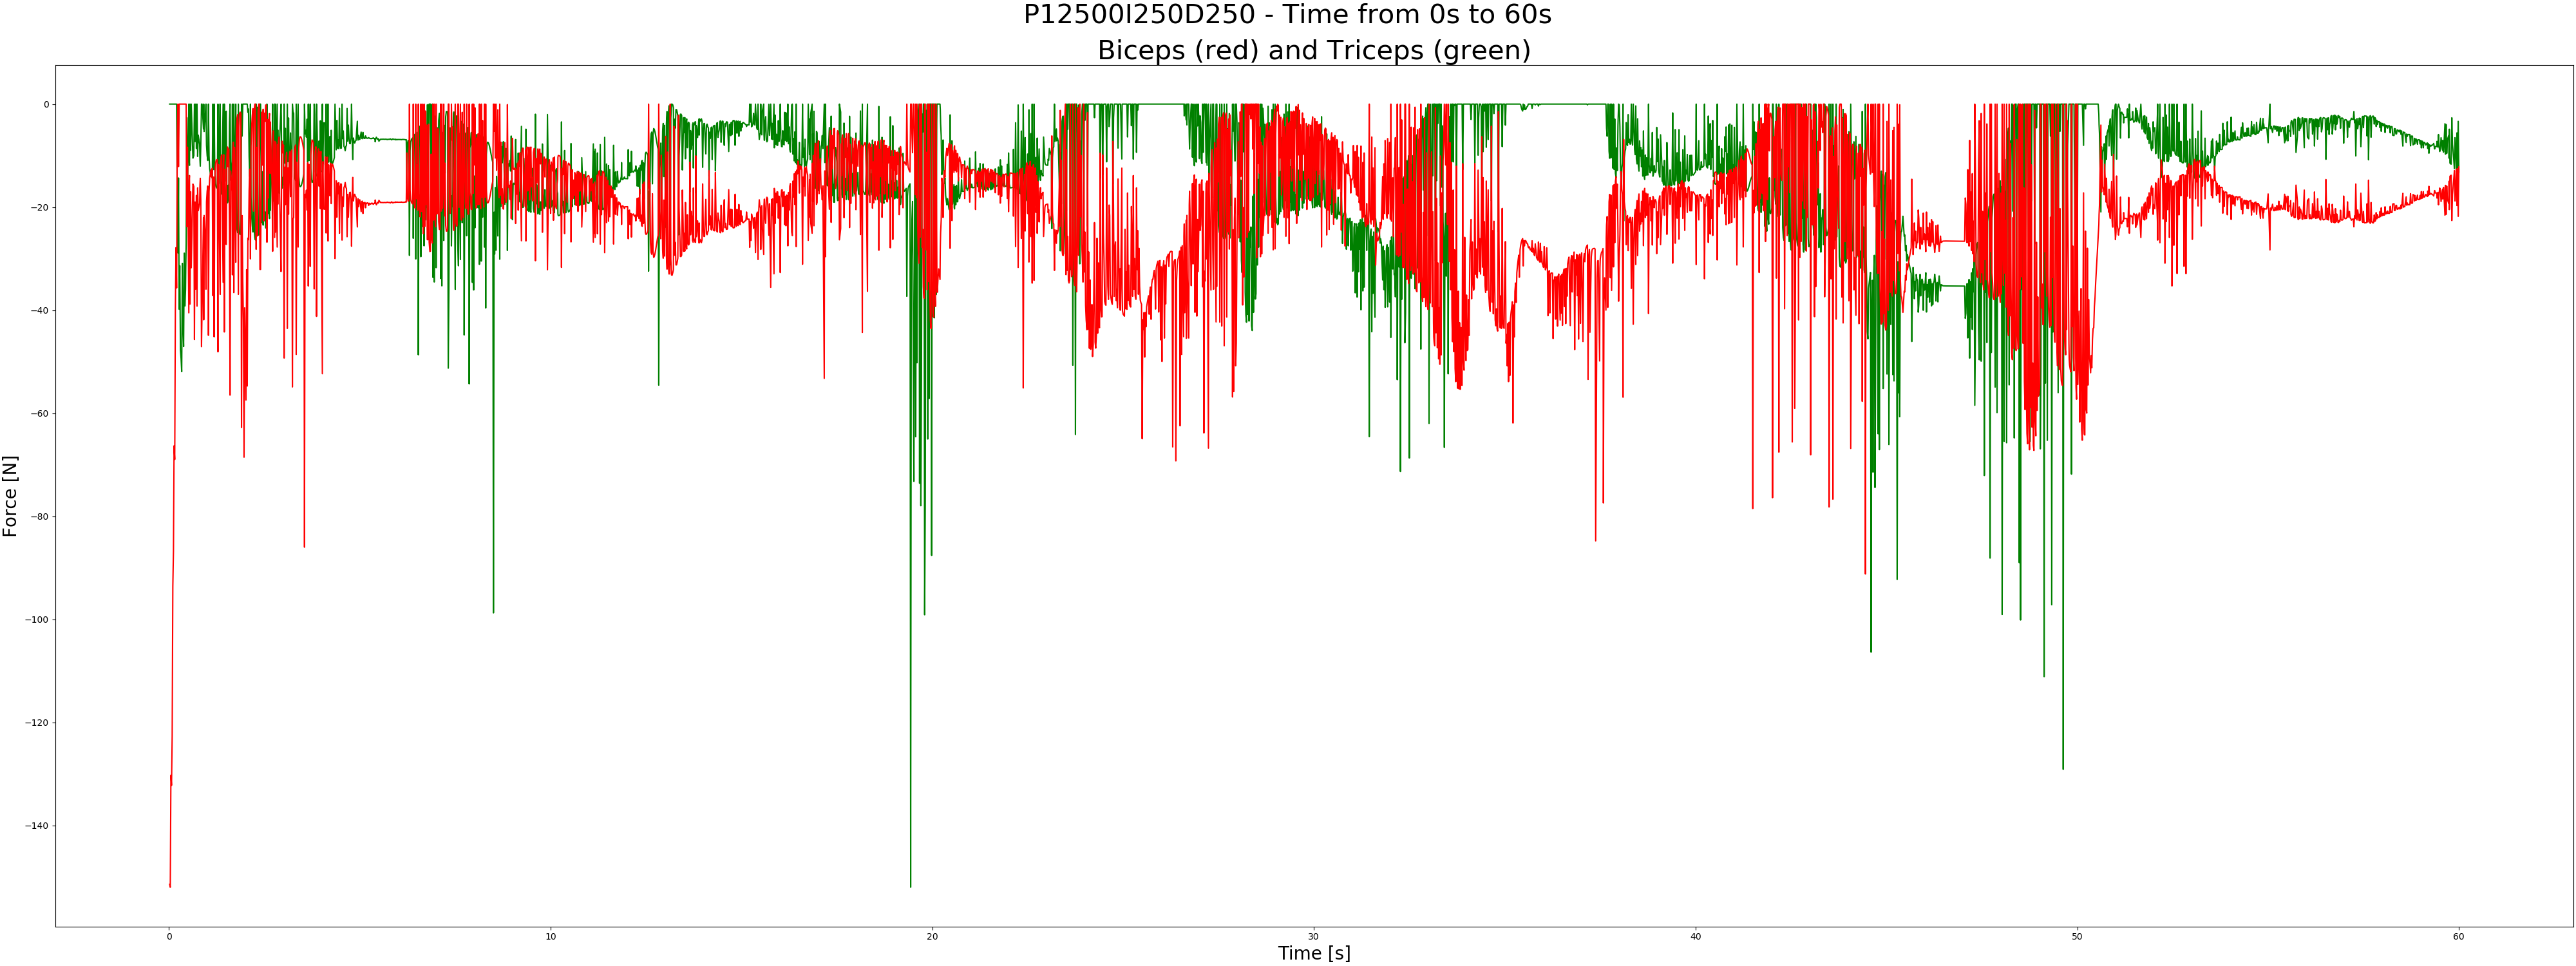 P12500I250D250 - Time from 0s to 60s
Biceps (red) and Triceps (green)
Force [N]
0
−20
−40
−60
−80
−100
−120
−140
0 10 20 30 40 50 60
Time [s]